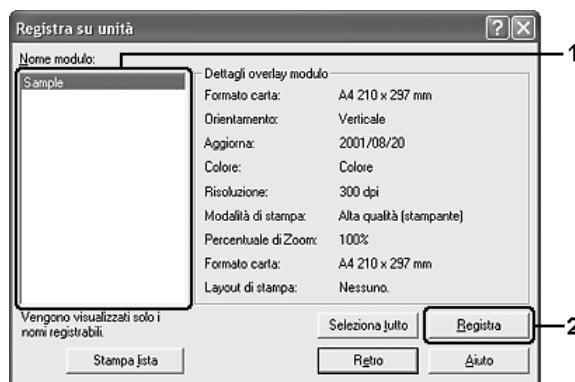 Registra su unità
Nome modulo:
1
Sample
Dettagli overlay modulo
Formato carta: A4 210 x 297 mm
Orientamento: Verticale
Aggiorna: 2001/08/20
Colore: Colore
Risoluzione: 300 dpi
Modalità di stampa: Alta qualità (stampante)
Percentuale di Zoom: 100%
Formato carta: A4 210 x 297 mm
Layout di stampa: Nessuno.
Vengono visualizzati solo i
nomi registrabili.
Seleziona tutto
Registra
2
Stampa lista
Retro
Aiuto